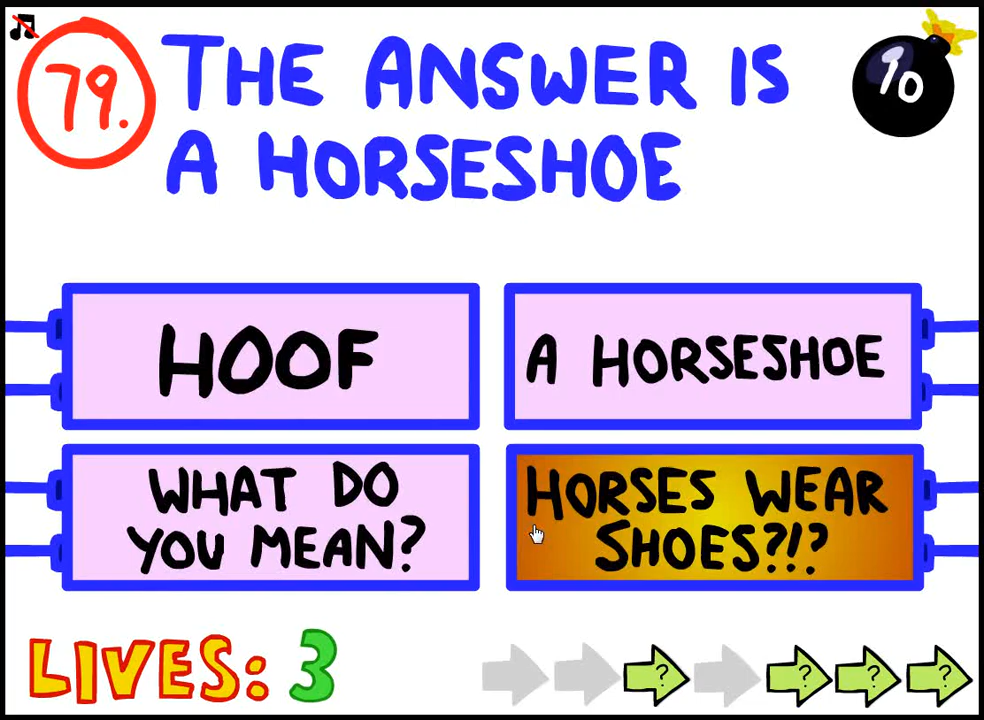 79.
THE ANSWER IS
A HORSESHOE
10
HOOF
A HORSESHOE
WHAT DO
YOU MEAN?
HORSES WEAR
SHOES?!?
LIVES: 3
? ? ? ?